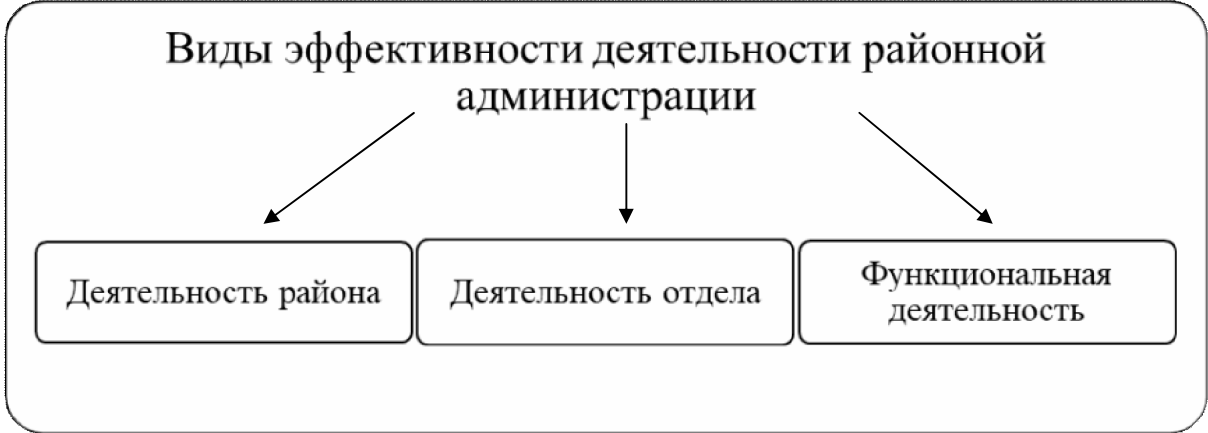 Виды эффективности деятельности районной
администрации
Деятельность района
Деятельность отдела
Функциональная
деятельность